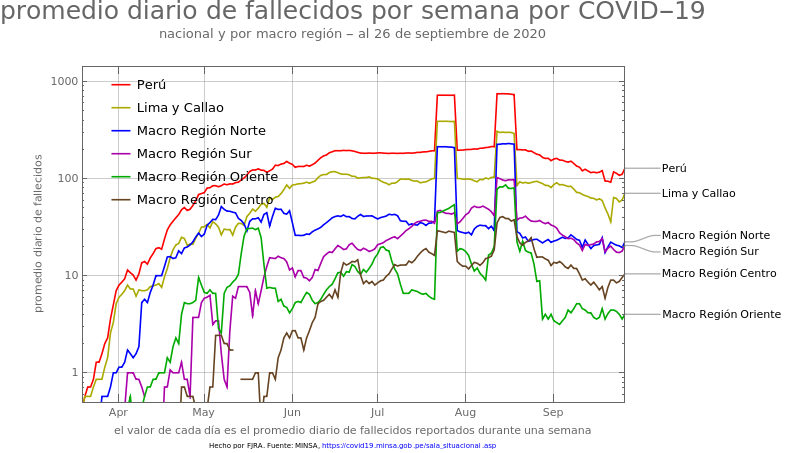 promedio diario de fallecidos por semana por COVID−19
nacional y por macro región − al 26 de septiembre de 2020
promedio diario de fallecidos
1000
100
10
1
Perú
Lima y Callao
Macro Región Norte
Macro Región Sur
Macro Región Oriente
Macro Región Centro
Perú
Lima y Callao
Macro Región Norte
Macro Región Sur
Macro Región Centro
Macro Región Oriente
Apr May Jun Jul Aug Sep
el valor de cada día es el promedio diario de fallecidos reportados durante una semana
Hecho por FJRA. Fuente: MINSA, https://covid19.minsa.gob.pe/sala_situacional.asp